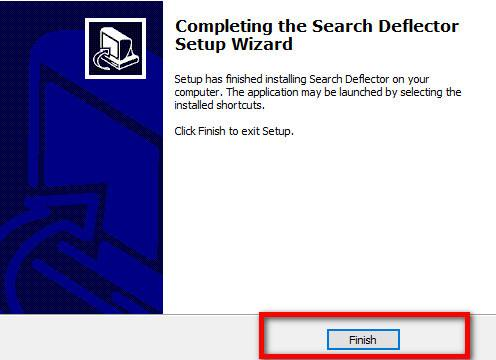 Completing the Search Deflector
Setup Wizard
Setup has finished installing Search Deflector on your
computer. The application may be launched by selecting the
installed shortcuts.
Click Finish to exit Setup.
Finish